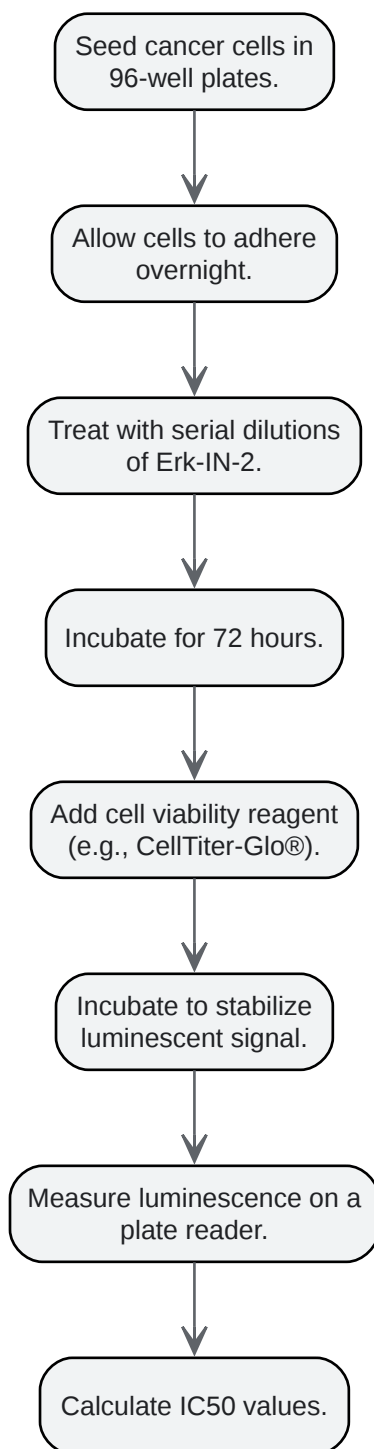 Seed cancer cells in
96-well plates.
Allow cells to adhere
overnight.
Treat with serial dilutions
of Erk-IN-2.
Incubate for 72 hours.
Add cell viability reagent
(e.g., CellTiter-Glo®).
Incubate to stabilize
luminescent signal.
Measure luminescence on a
plate reader.
Calculate IC50 values.